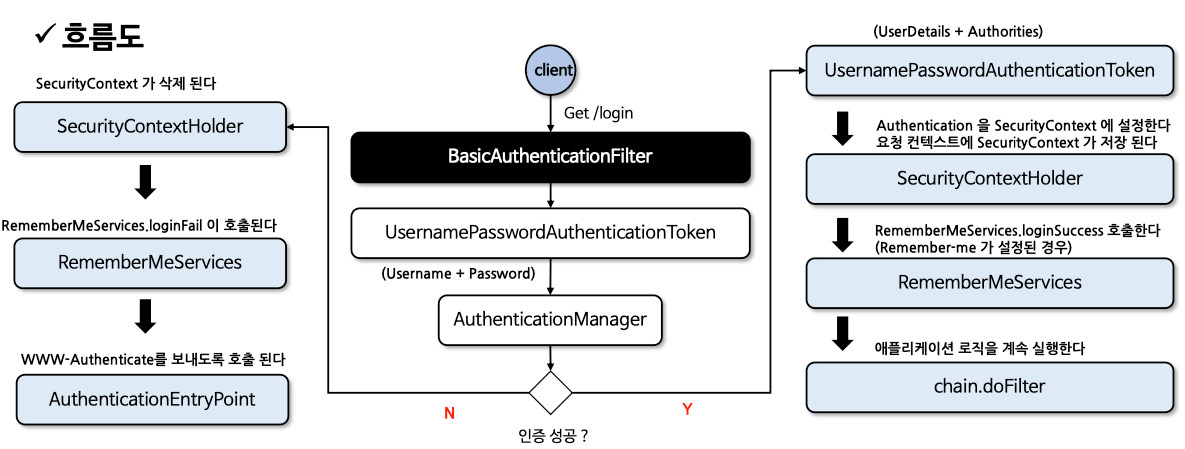 ✓ 흐름도
SecurityContext 가 삭제 된다
SecurityContextHolder
RememberMeServices.loginFail 이 호출된다
RememberMeServices
WWW-Authenticate를 보내도록 호출 된다
AuthenticationEntryPoint
client
Get /login
BasicAuthenticationFilter
UsernamePasswordAuthenticationToken
(Username + Password)
AuthenticationManager
N
Y
인증 성공 ?
(UserDetails + Authorities)
UsernamePasswordAuthenticationToken
Authentication 을 SecurityContext 에 설정한다
요청 컨텍스트에 SecurityContext 가 저장 된다
SecurityContextHolder
RememberMeServices.loginSuccess 호출한다
(Remember-me 가 설정된 경우)
RememberMeServices
애플리케이션 로직을 계속 실행한다
chain.doFilter